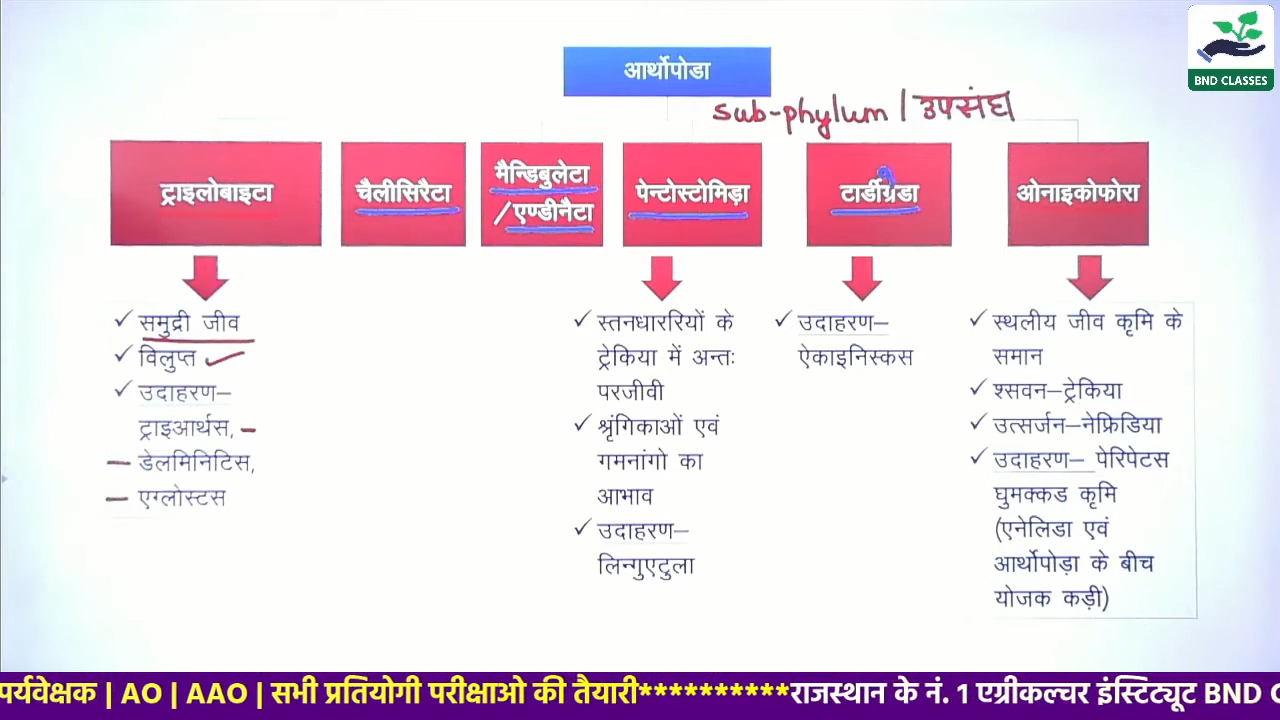 BND CLASSES
आर्थोपोडा
sub-phylum / उपसंघ
ट्राइलोबाइटा
चैलीसिरैटा
मैन्डिबुलेटा
/एण्डीनैटा
पेन्टोस्टोमिड़ा
टार्डीग्रेडा
ओनाइकोफोरा
✓ समुद्री जीव
✓ विलुप्त ✓
✓ उदाहरण–
ट्राइआर्थस, –
– डेलमिनिटिस,
– एग्लोस्टस
✓ स्तनधाररियों के
ट्रेकिया में अन्तः
परजीवी
✓ श्रृंगिकाओं एवं
गमनांगो का
आभाव
✓ उदाहरण–
लिन्गुएटुला
✓ उदाहरण–
ऐकाइनिस्कस
✓ स्थलीय जीव कृमि के
समान
✓ श्सवन–ट्रेकिया
✓ उत्सर्जन–नेफ्रिडिया
✓ उदाहरण– पेरिपेटस
घुमक्कड कृमि
(एनेलिडा एवं
आर्थोपोड़ा के बीच
योजक कड़ी)
पर्यवेक्षक | AO | AAO | सभी प्रतियोगी परीक्षाओ की तैयारी**********राजस्थान के नं. 1 एग्रीकल्चर इंस्टिट्यूट BND C